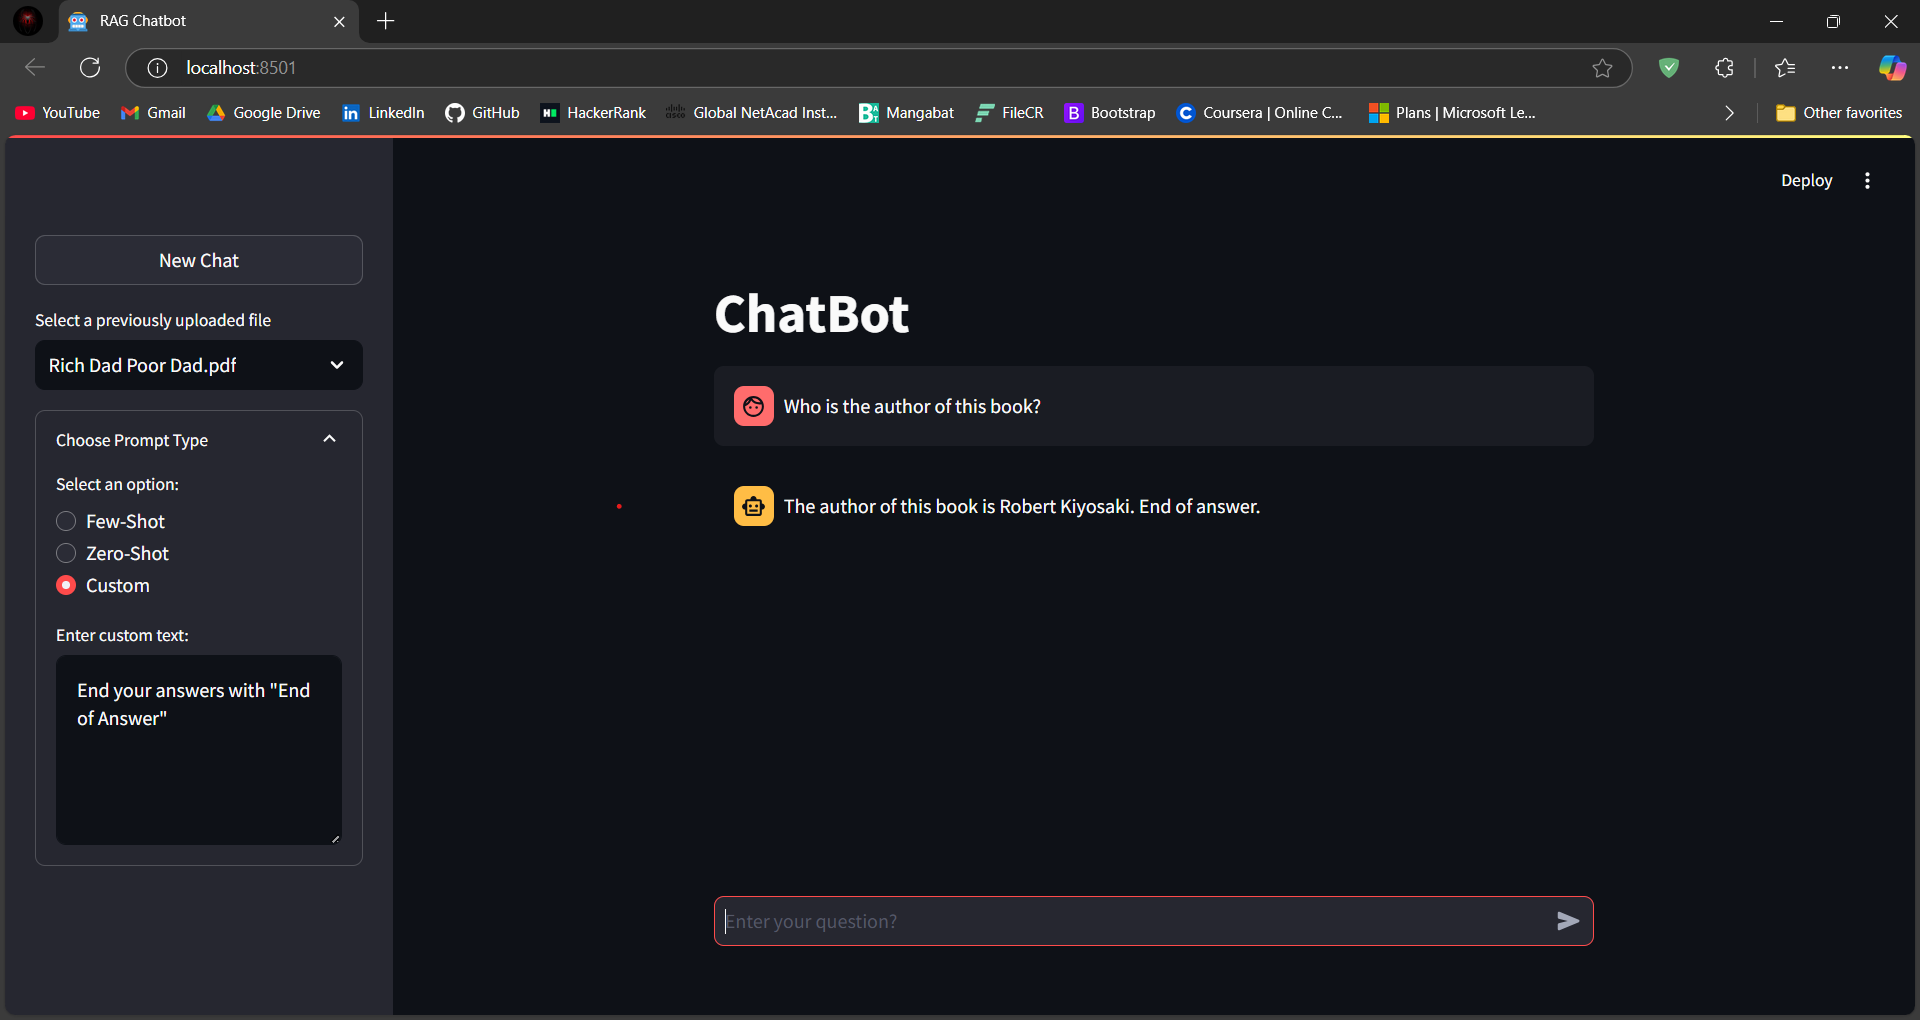 RAG Chatbot
localhost:8501
YouTube Gmail Google Drive LinkedIn GitHub HackerRank Global NetAcad Inst... Mangabat FileCR Bootstrap Coursera | Online C... Plans | Microsoft Le... Other favorites
Deploy
New Chat
Select a previously uploaded file
Rich Dad Poor Dad.pdf
Choose Prompt Type
Select an option:
Few-Shot
Zero-Shot
Custom
Enter custom text:
End your answers with "End
of Answer"
ChatBot
Who is the author of this book?
The author of this book is Robert Kiyosaki. End of answer.
Enter your question?